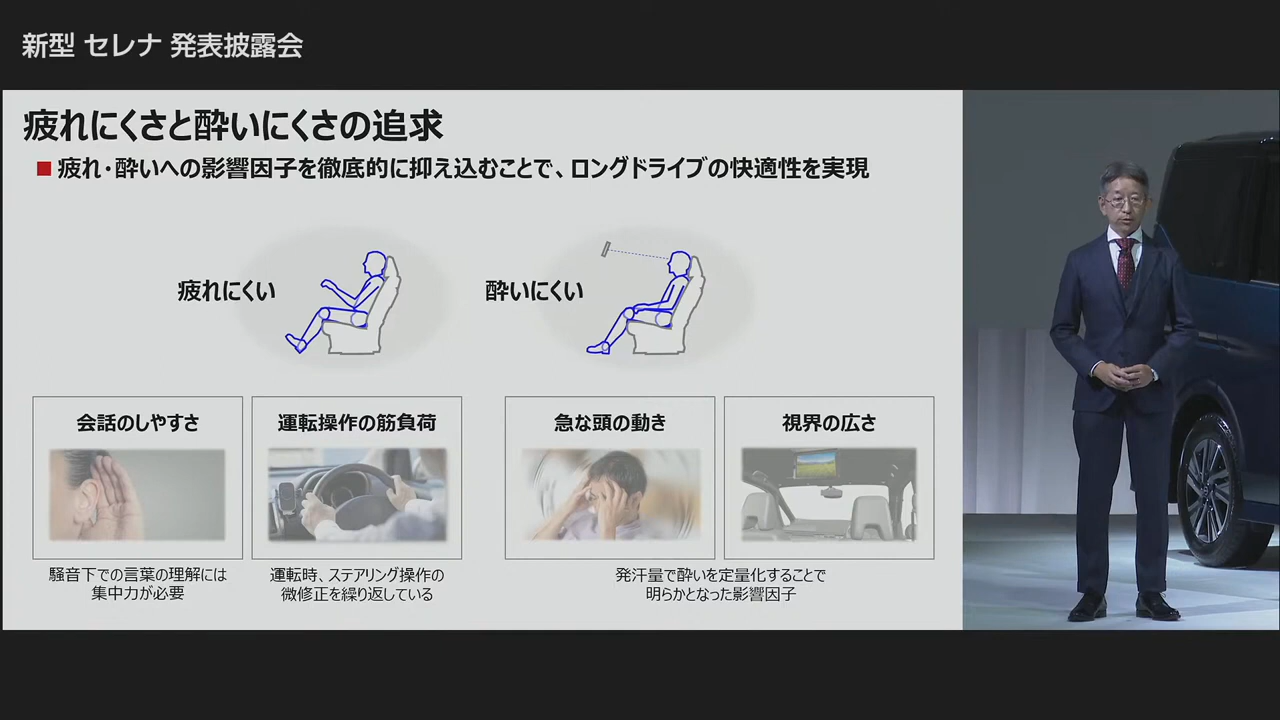 新型 セレナ 発表披露会
疲れにくさと酔いにくさの追求
疲れ・酔いへの影響因子を徹底的に抑え込むことで、ロングドライブの快適性を実現
疲れにくい
酔いにくい
会話のしやすさ
運転操作の筋負荷
急な頭の動き
視界の広さ
騒音下での言葉の理解には
集中力が必要
運転時、ステアリング操作の
微修正を繰り返している
発汗量で酔いを定量化することで
明らかとなった影響因子